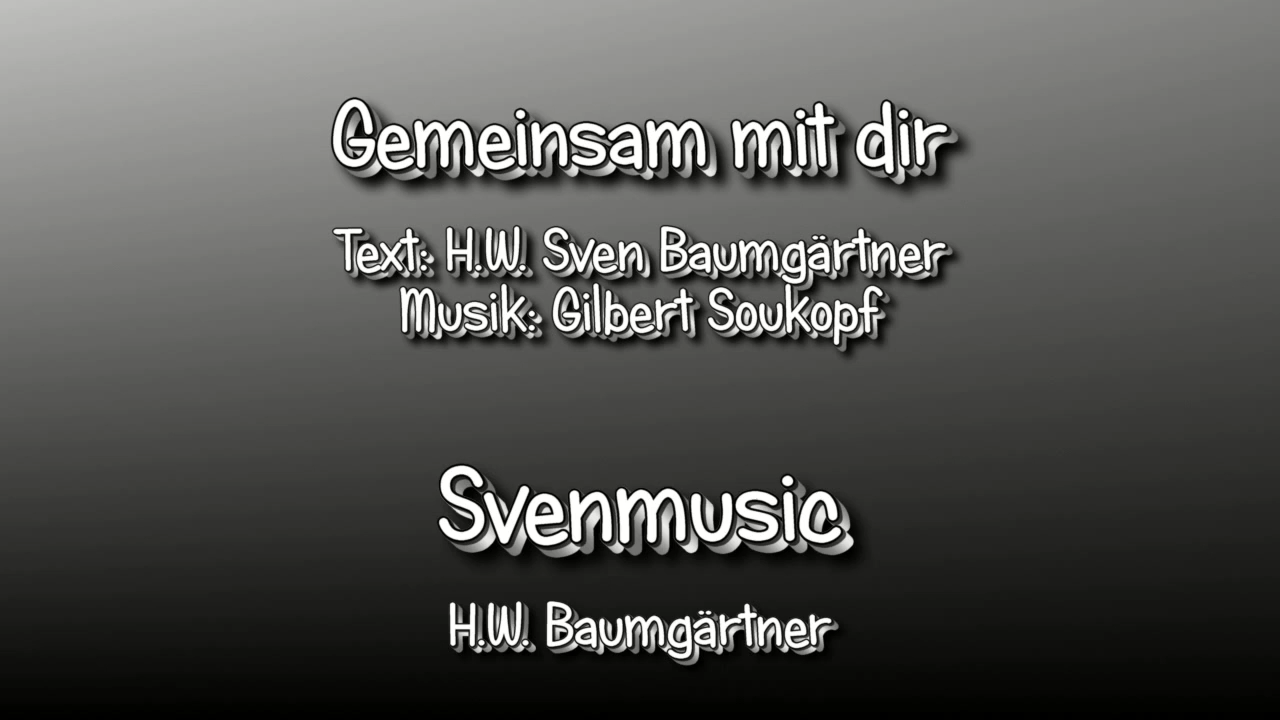 Gemeinsam mit dir
Text: H.W. Sven Baumgärtner
Musik: Gilbert Soukopf
Svenmusic
H.W. Baumgärtner